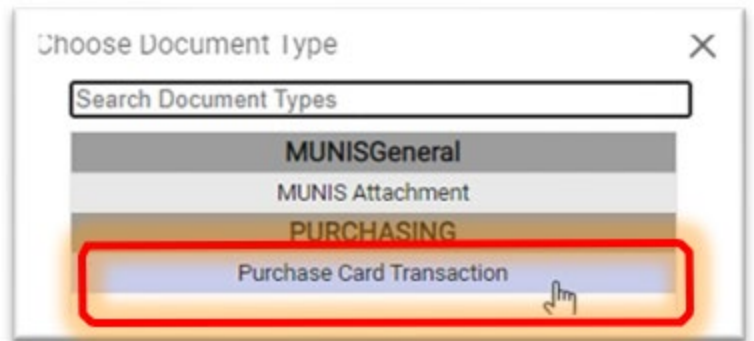 Choose Document Type
Search Document Types
MUNISGeneral
MUNIS Attachment
PURCHASING
Purchase Card Transaction